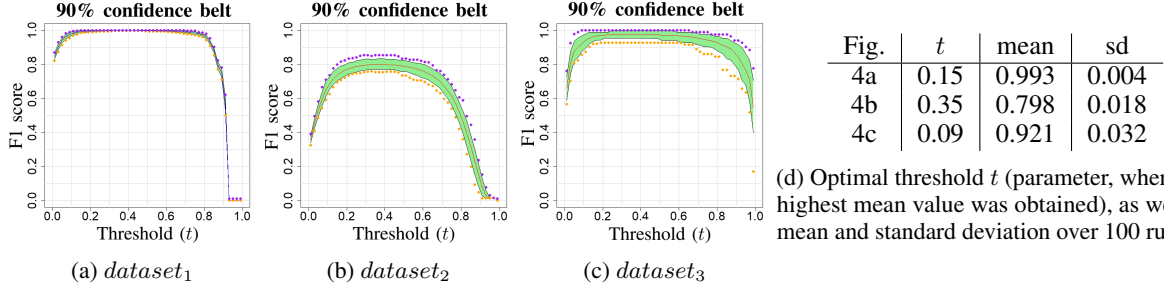 90% confidence belt
F1 score
1.0
0.8
0.6
0.4
0.2
0.0
0.0 0.2 0.4 0.6 0.8 1.0
Threshold (t)
(a) dataset1
90% confidence belt
F1 score
1.0
0.8
0.6
0.4
0.2
0.0
0.0 0.2 0.4 0.6 0.8 1.0
Threshold (t)
(b) dataset2
90% confidence belt
F1 score
1.0
0.8
0.6
0.4
0.2
0.0
0.0 0.2 0.4 0.6 0.8 1.0
Threshold (t)
(c) dataset3
Fig. t mean sd
4a 0.15 0.993 0.004
4b 0.35 0.798 0.018
4c 0.09 0.921 0.032
(d) Optimal threshold t (parameter, when
highest mean value was obtained), as we
mean and standard deviation over 100 ru